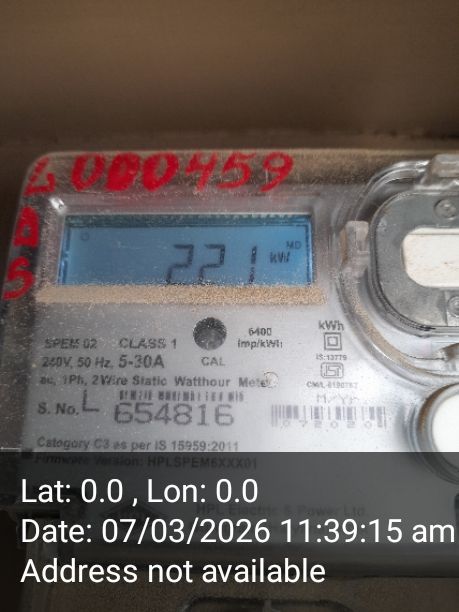 L000459
D
S
MD
221 kW
SPEM 02 CLASS 1 6400 imp/kWh kWh
240V, 50 Hz, 5-30A CAL IS:13779
ac, 1Ph, 2Wire Static Watthour Meter
S. No. L 654816 M/Yr.
Category C3 as per IS 15959:2011
Firmware Version: HPLSPEM6XXX01
HPL Electric & Power Ltd.
Lat: 0.0 , Lon: 0.0
Date: 07/03/2026 11:39:15 am
Address not available